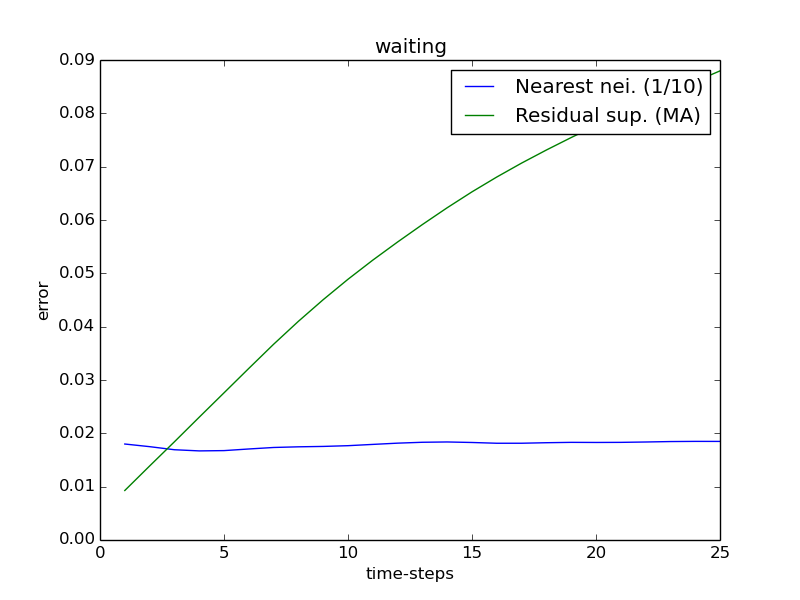 waiting
0.09
0.08
0.07
0.06
0.05
0.04
0.03
0.02
0.01
0.00
error
Nearest nei. (1/10)
Residual sup. (MA)
0 5 10 15 20 25
time-steps